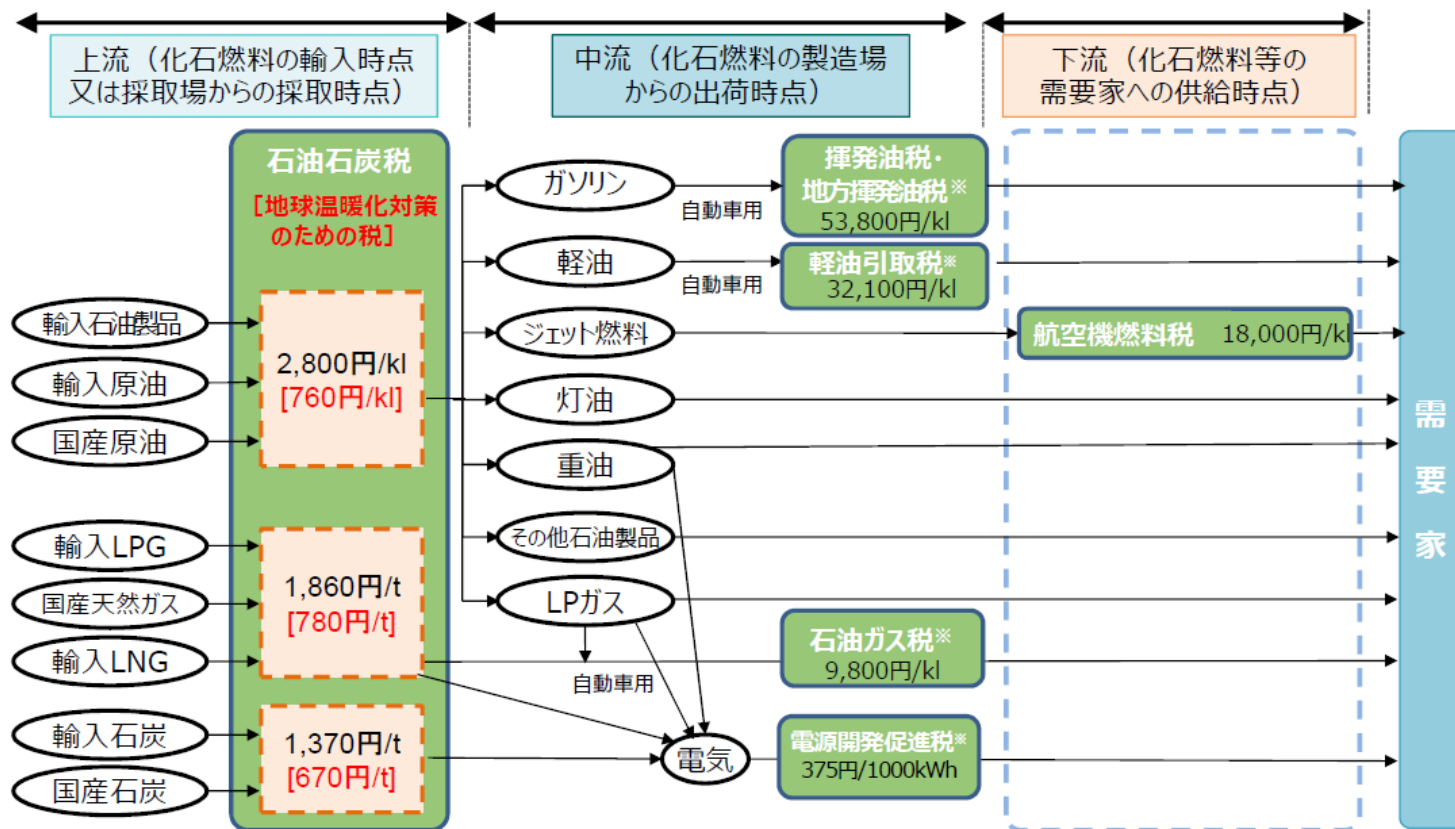 上流（化石燃料の輸入時点
又は採取場からの採取時点）
中流（化石燃料の製造場
からの出荷時点）
下流（化石燃料等の
需要家への供給時点）
石油石炭税
[地球温暖化対策
のための税]
輸入石油製品
輸入原油
国産原油
2,800円/kl
[760円/kl]
輸入LPG
国産天然ガス
輸入LNG
1,860円/t
[780円/t]
輸入石炭
国産石炭
1,370円/t
[670円/t]
ガソリン
自動車用
揮発油税・
地方揮発油税※
53,800円/kl
軽油
自動車用
軽油引取税※
32,100円/kl
ジェット燃料
航空機燃料税 18,000円/kl
灯油
重油
その他石油製品
LPガス
自動車用
石油ガス税※
9,800円/kl
電気
電源開発促進税※
375円/1000kWh
需要家